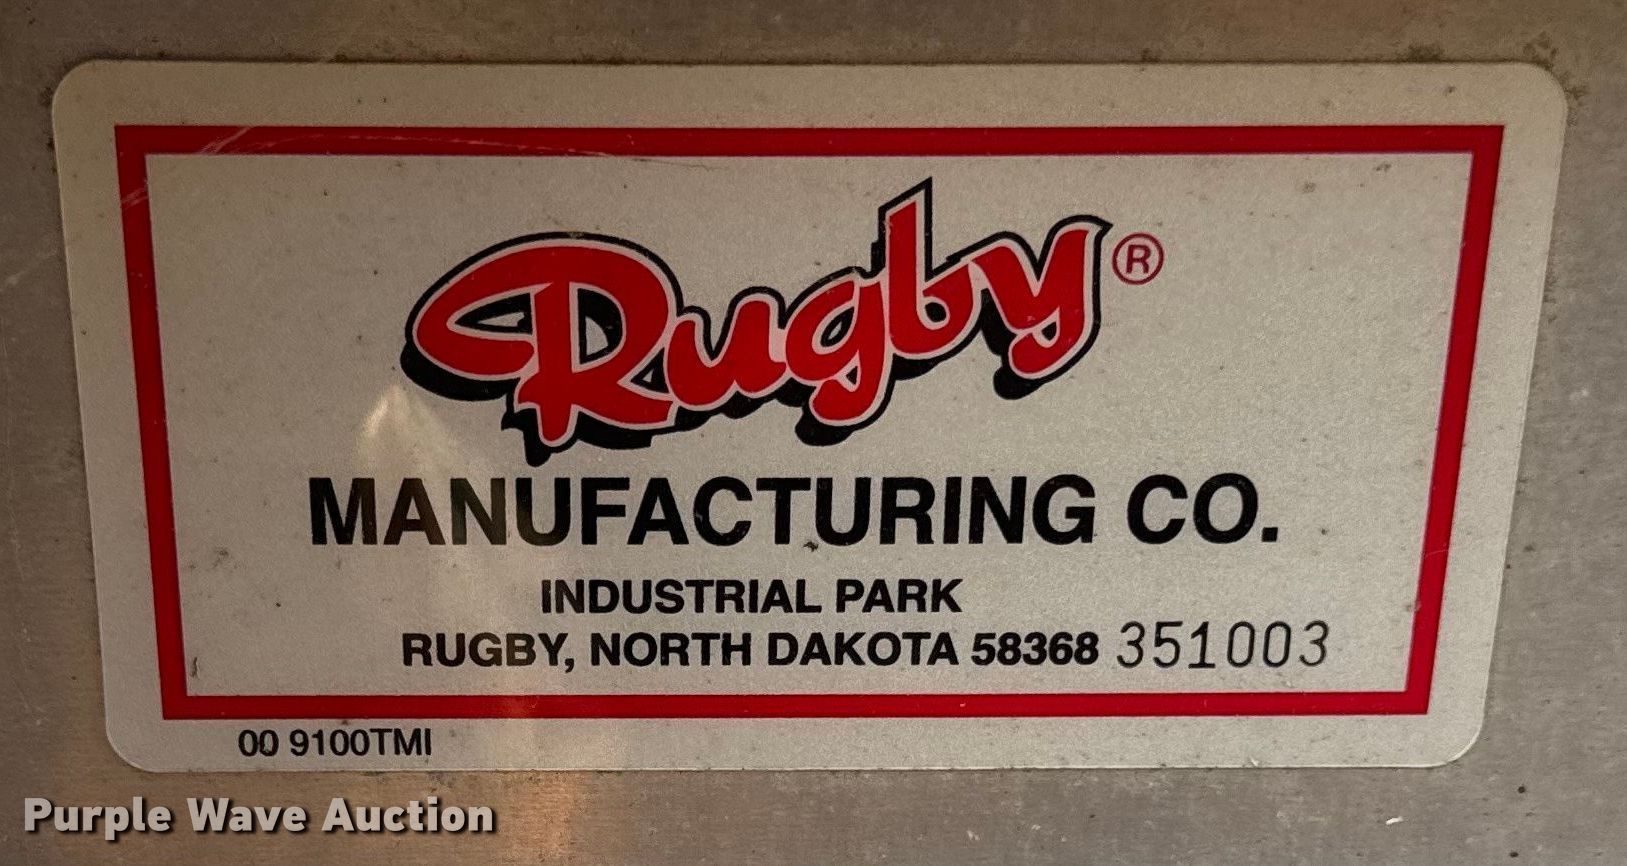 Rugby®
MANUFACTURING CO.
INDUSTRIAL PARK
RUGBY, NORTH DAKOTA 58368 351003
00 9100TMI
Purple Wave Auction